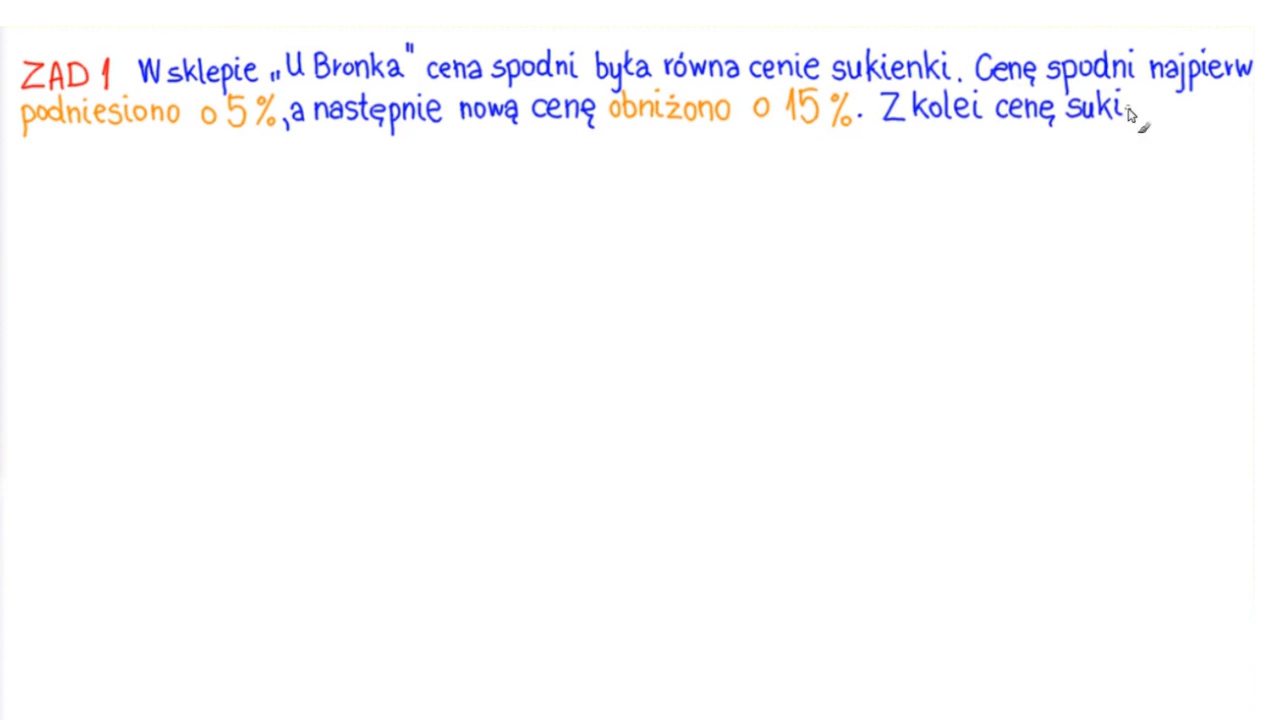 ZAD 1 W sklepie „U Bronka" cena spodni była równa cenie sukienki. Cenę spodni najpierw
podniesiono o 5%, a następnie nową cenę obniżono o 15%. Z kolei cenę suki